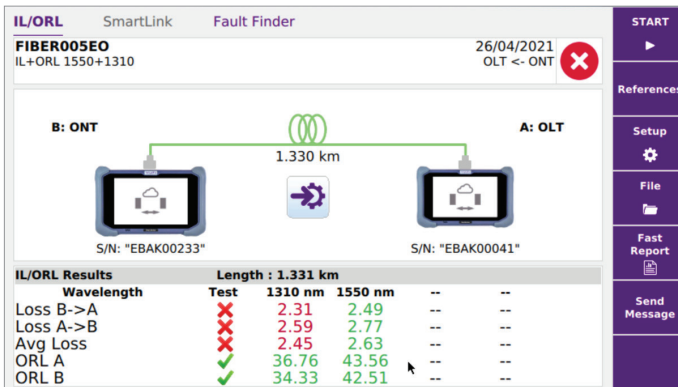 IL/ORL SmartLink Fault Finder
FIBER005EO 26/04/2021
IL+ORL 1550+1310 OLT <- ONT
B: ONT A: OLT
1.330 km
S/N: "EBAK00233" S/N: "EBAK00041"
IL/ORL Results Length : 1.331 km
Wavelength Test 1310 nm 1550 nm -- --
Loss B->A 2.31 2.49 -- --
Loss A->B 2.59 2.77 -- --
Avg Loss 2.45 2.63 -- --
ORL A 36.76 43.56 -- --
ORL B 34.33 42.51 -- --
START
References
Setup
File
Fast
Report
Send
Message